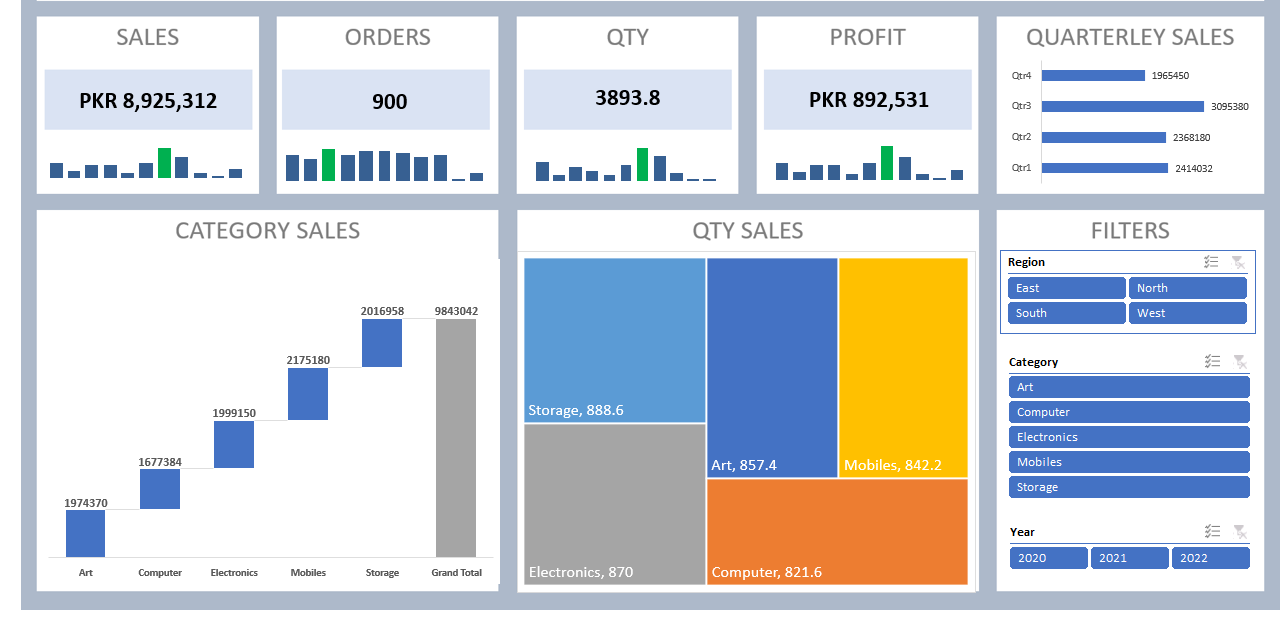 SALES
PKR 8,925,312
ORDERS
900
QTY
3893.8
PROFIT
PKR 892,531
QUARTERLEY SALES
Qtr4 1965450
Qtr3 3095380
Qtr2 2368180
Qtr1 2414032
CATEGORY SALES
2016958 9843042
2175180
1999150
1677384
1974370
Art Computer Electronics Mobiles Storage Grand Total
QTY SALES
Storage, 888.6
Art, 857.4
Mobiles, 842.2
Electronics, 870
Computer, 821.6
FILTERS
Region
East North
South West
Category
Art
Computer
Electronics
Mobiles
Storage
Year
2020 2021 2022